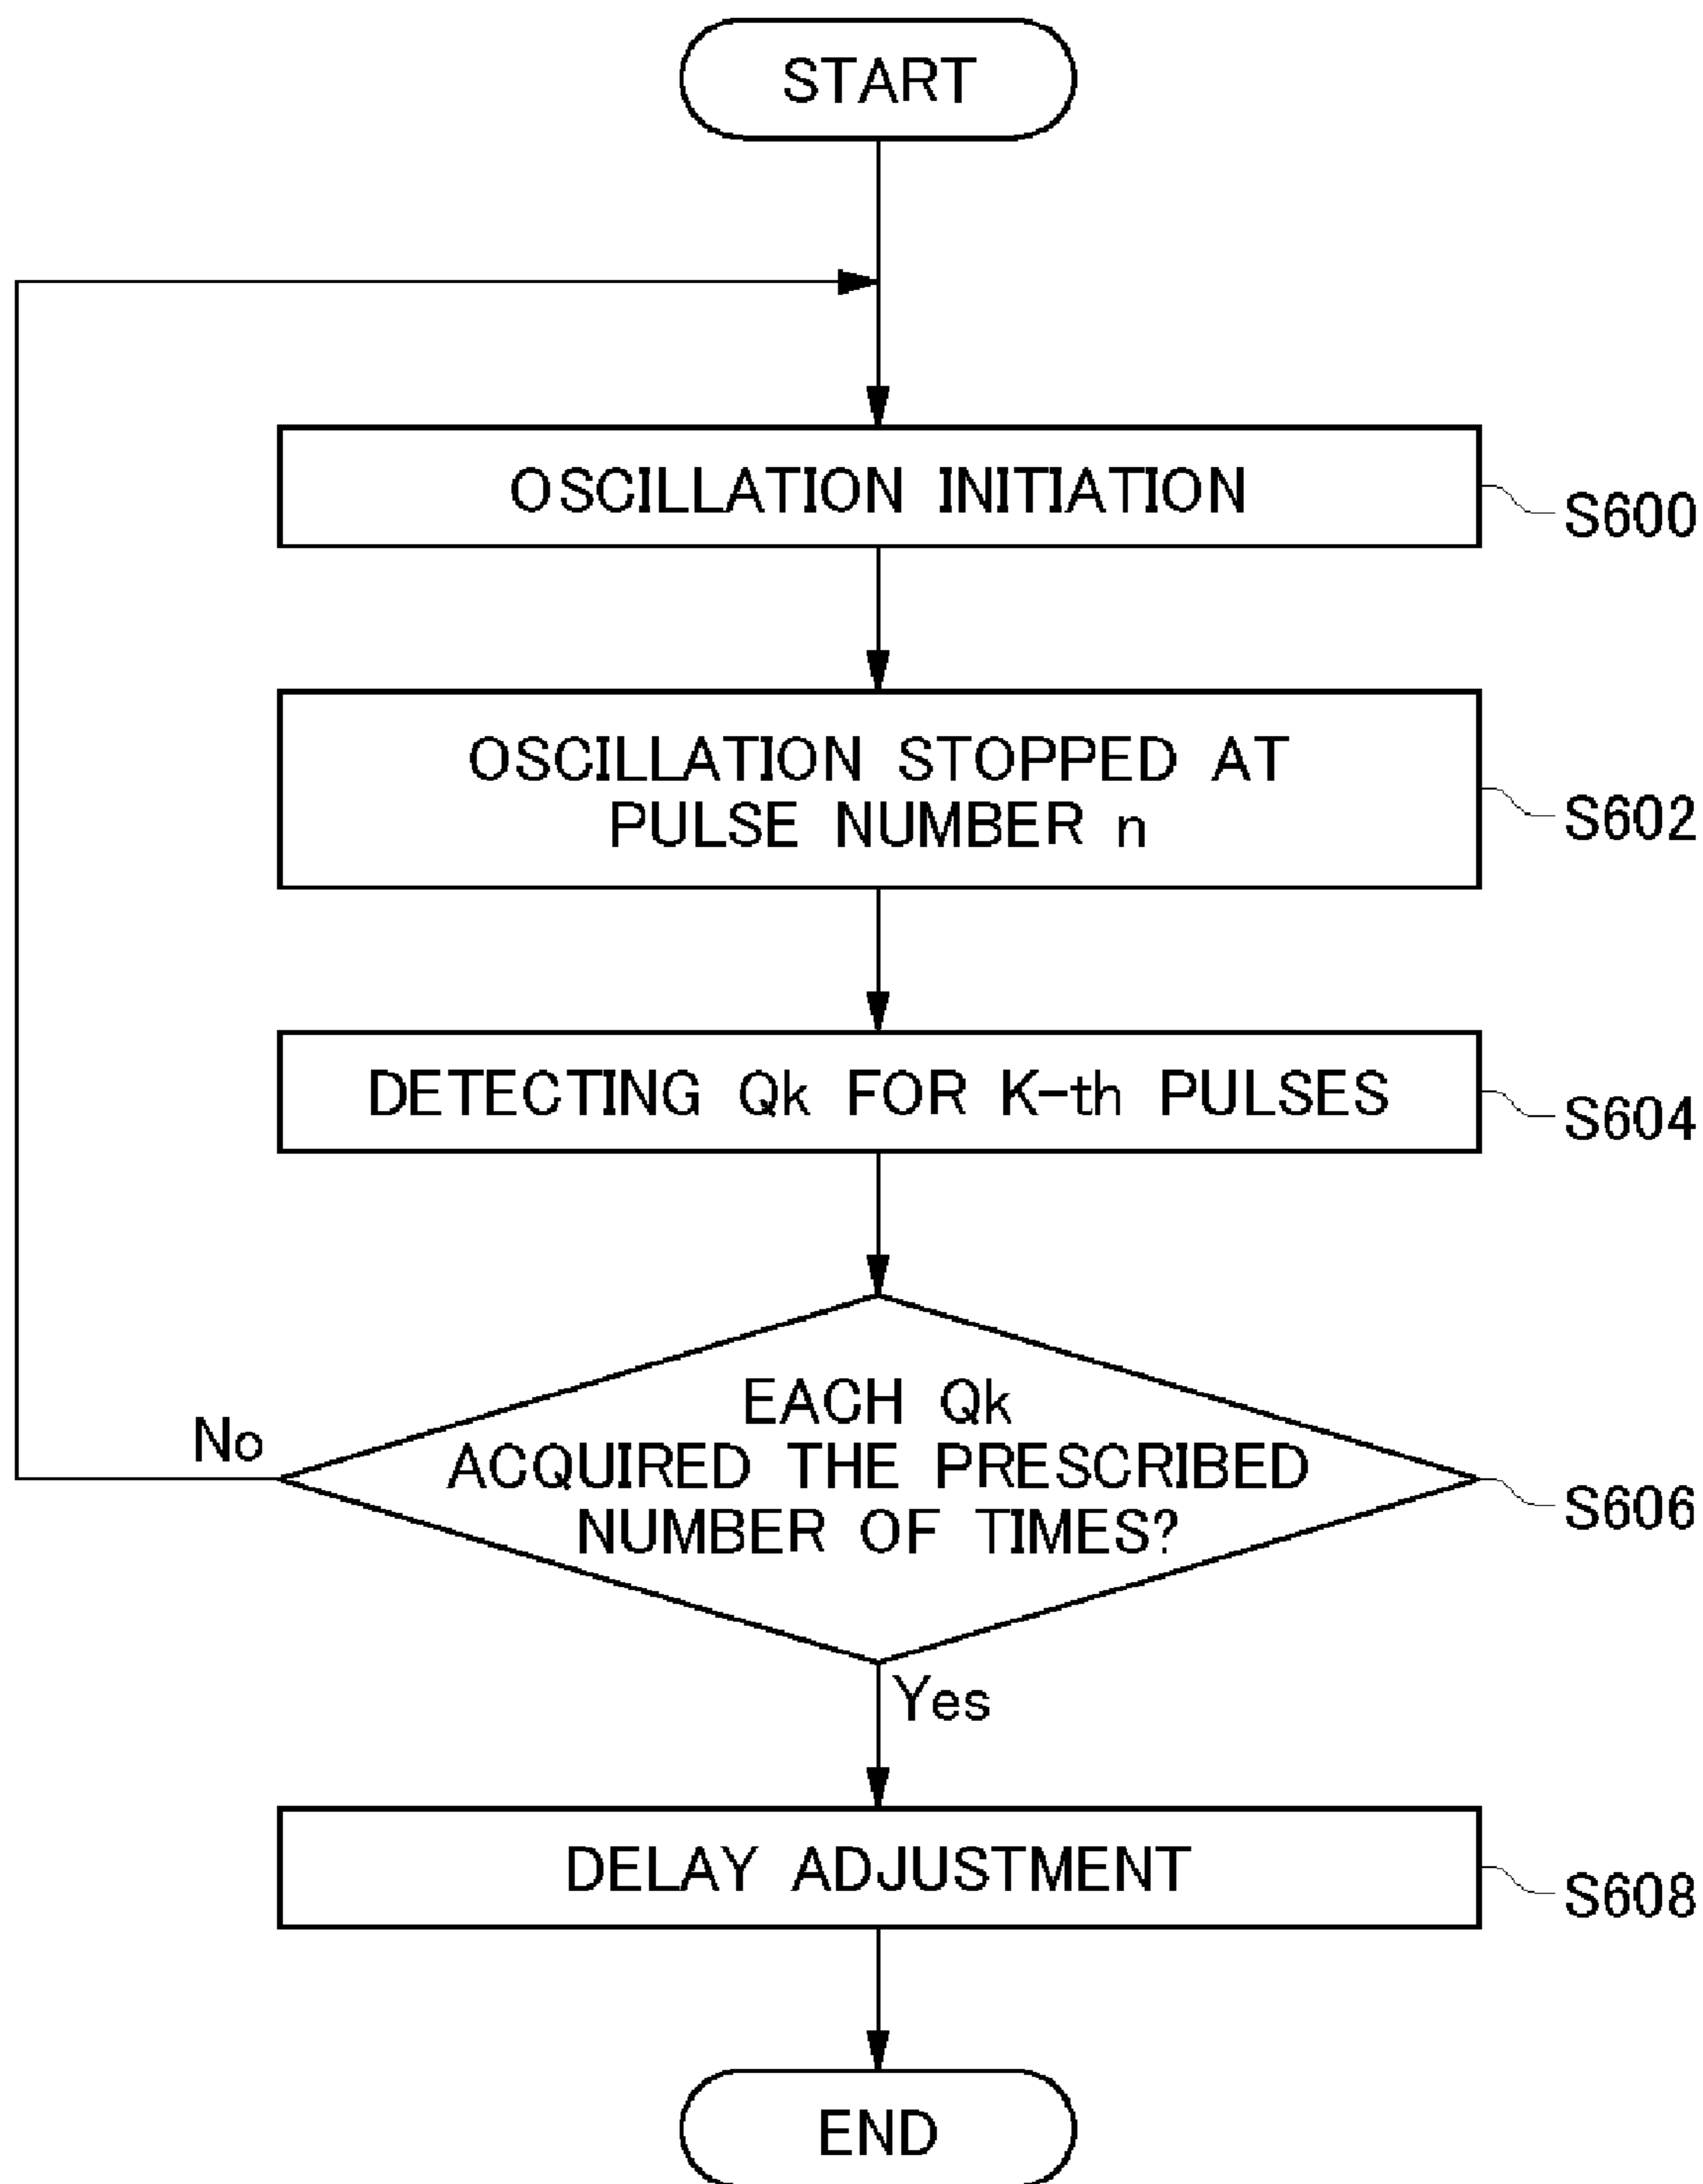 START
OSCILLATION INITIATION
S600
OSCILLATION STOPPED AT
PULSE NUMBER n
S602
DETECTING Qk FOR K-th PULSES
S604
EACH Qk
ACQUIRED THE PRESCRIBED
NUMBER OF TIMES?
No
S606
Yes
DELAY ADJUSTMENT
S608
END